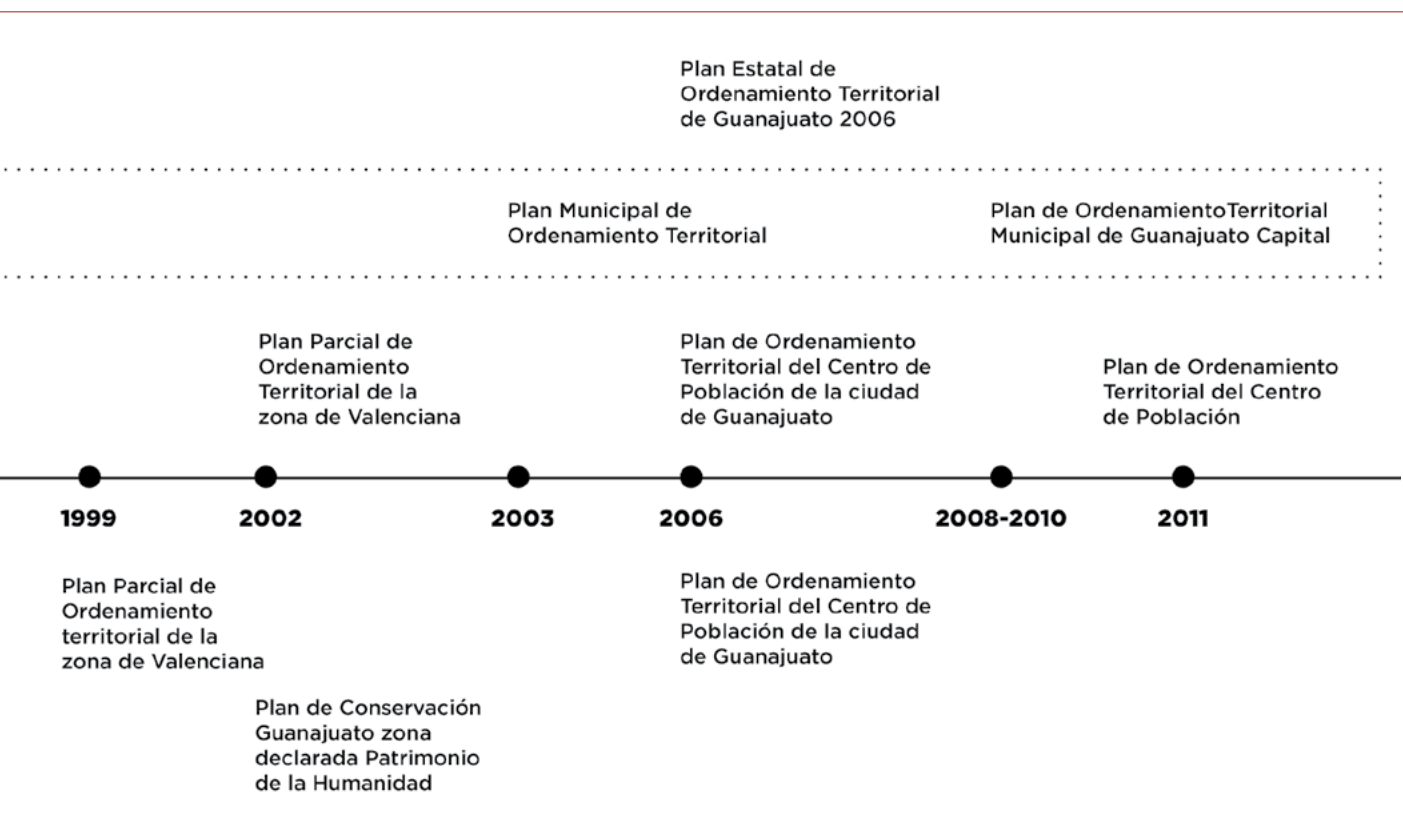 Plan Estatal de
Ordenamiento Territorial
de Guanajuato 2006
Plan Municipal de
Ordenamiento Territorial
Plan de OrdenamientoTerritorial
Municipal de Guanajuato Capital
Plan Parcial de
Ordenamiento
Territorial de la
zona de Valenciana
Plan de Ordenamiento
Territorial del Centro de
Población de la ciudad
de Guanajuato
Plan de Ordenamiento
Territorial del Centro
de Población
1999
2002
2003
2006
2008-2010
2011
Plan Parcial de
Ordenamiento
territorial de la
zona de Valenciana
Plan de Conservación
Guanajuato zona
declarada Patrimonio
de la Humanidad
Plan de Ordenamiento
Territorial del Centro de
Población de la ciudad
de Guanajuato